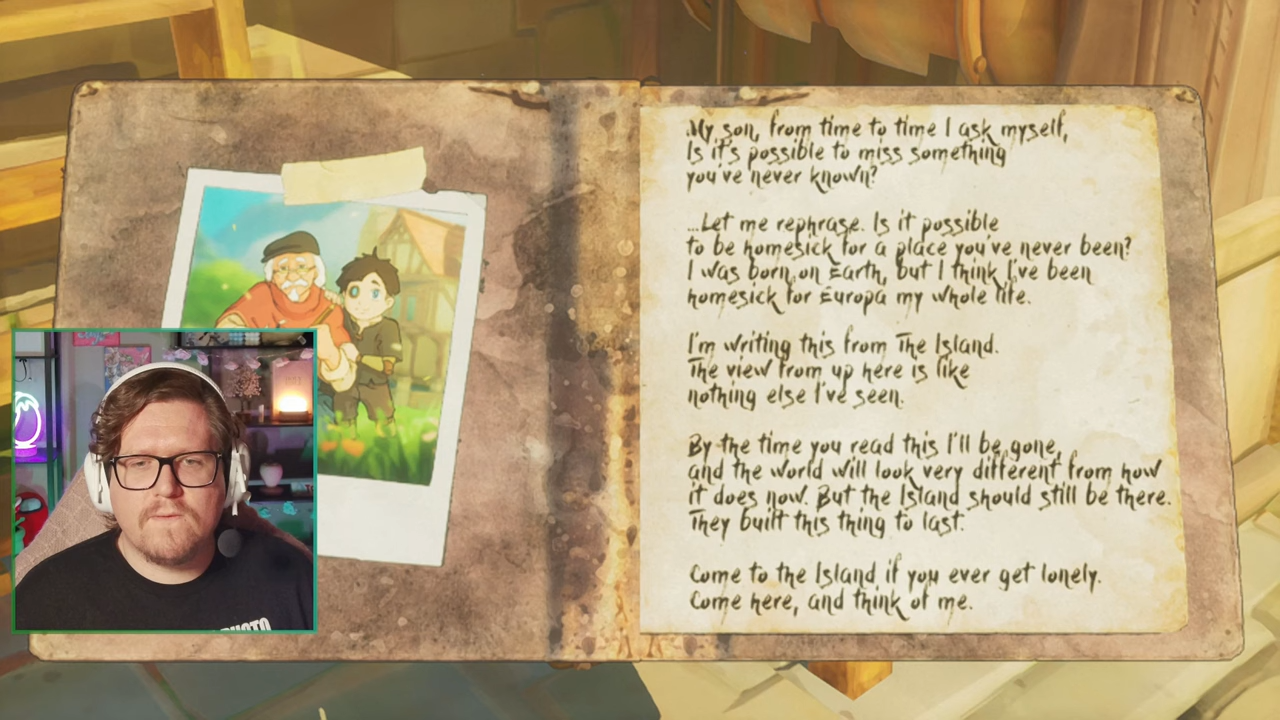 My son, from time to time I ask myself,
Is it's possible to miss something
you've never known?
...Let me rephrase. Is it possible
to be homesick for a place you've never been?
I was born on Earth, but I think I've been
homesick for Europa my whole life.
I'm writing this from The Island.
The view from up here is like
nothing else I've seen.
By the time you read this I'll be gone,
and the world will look very different from how
it does now. But the Island should still be there.
They built this thing to last.
Come to the Island if you ever get lonely.
Come here, and think of me.